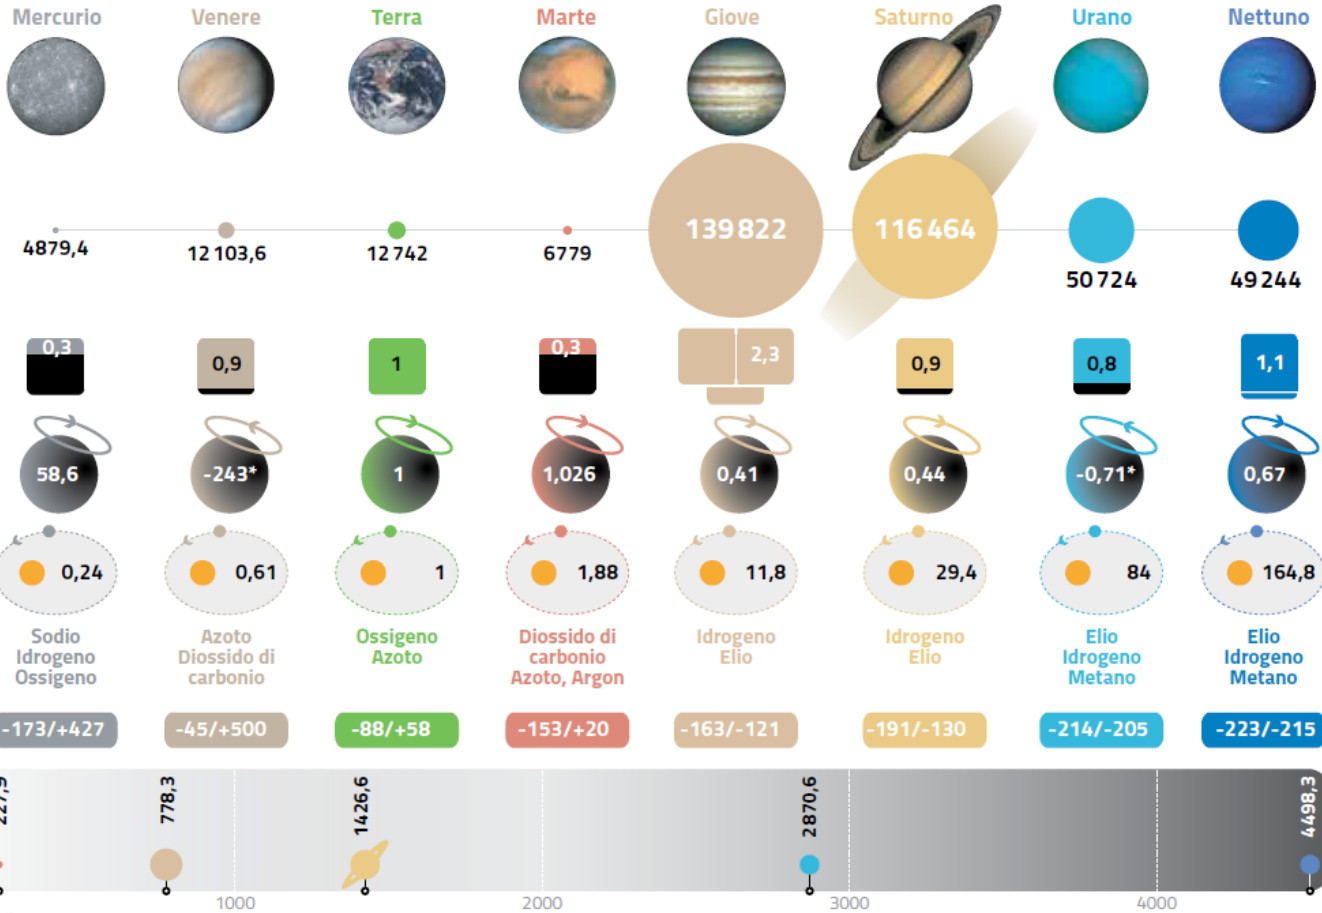 Mercurio
Venere
Terra
Marte
Giove
Saturno
Urano
Nettuno
4879,4
12 103,6
12 742
6779
139 822
116 464
50 724
49 244
0,3
0,9
1
0,3
2,3
0,9
0,8
1,1
58,6
-243*
1
1,026
0,41
0,44
-0,71*
0,67
0,24
0,61
1
1,88
11,8
29,4
84
164,8
Sodio
Idrogeno
Ossigeno
Azoto
Diossido di
carbonio
Ossigeno
Azoto
Diossido di
carbonio
Azoto, Argon
Idrogeno
Elio
Idrogeno
Elio
Elio
Idrogeno
Metano
Elio
Idrogeno
Metano
-173/+427
-45/+500
-88/+58
-153/+20
-163/-121
-191/-130
-214/-205
-223/-215
227,9
778,3
1426,6
2870,6
4498,3
1000
2000
3000
4000